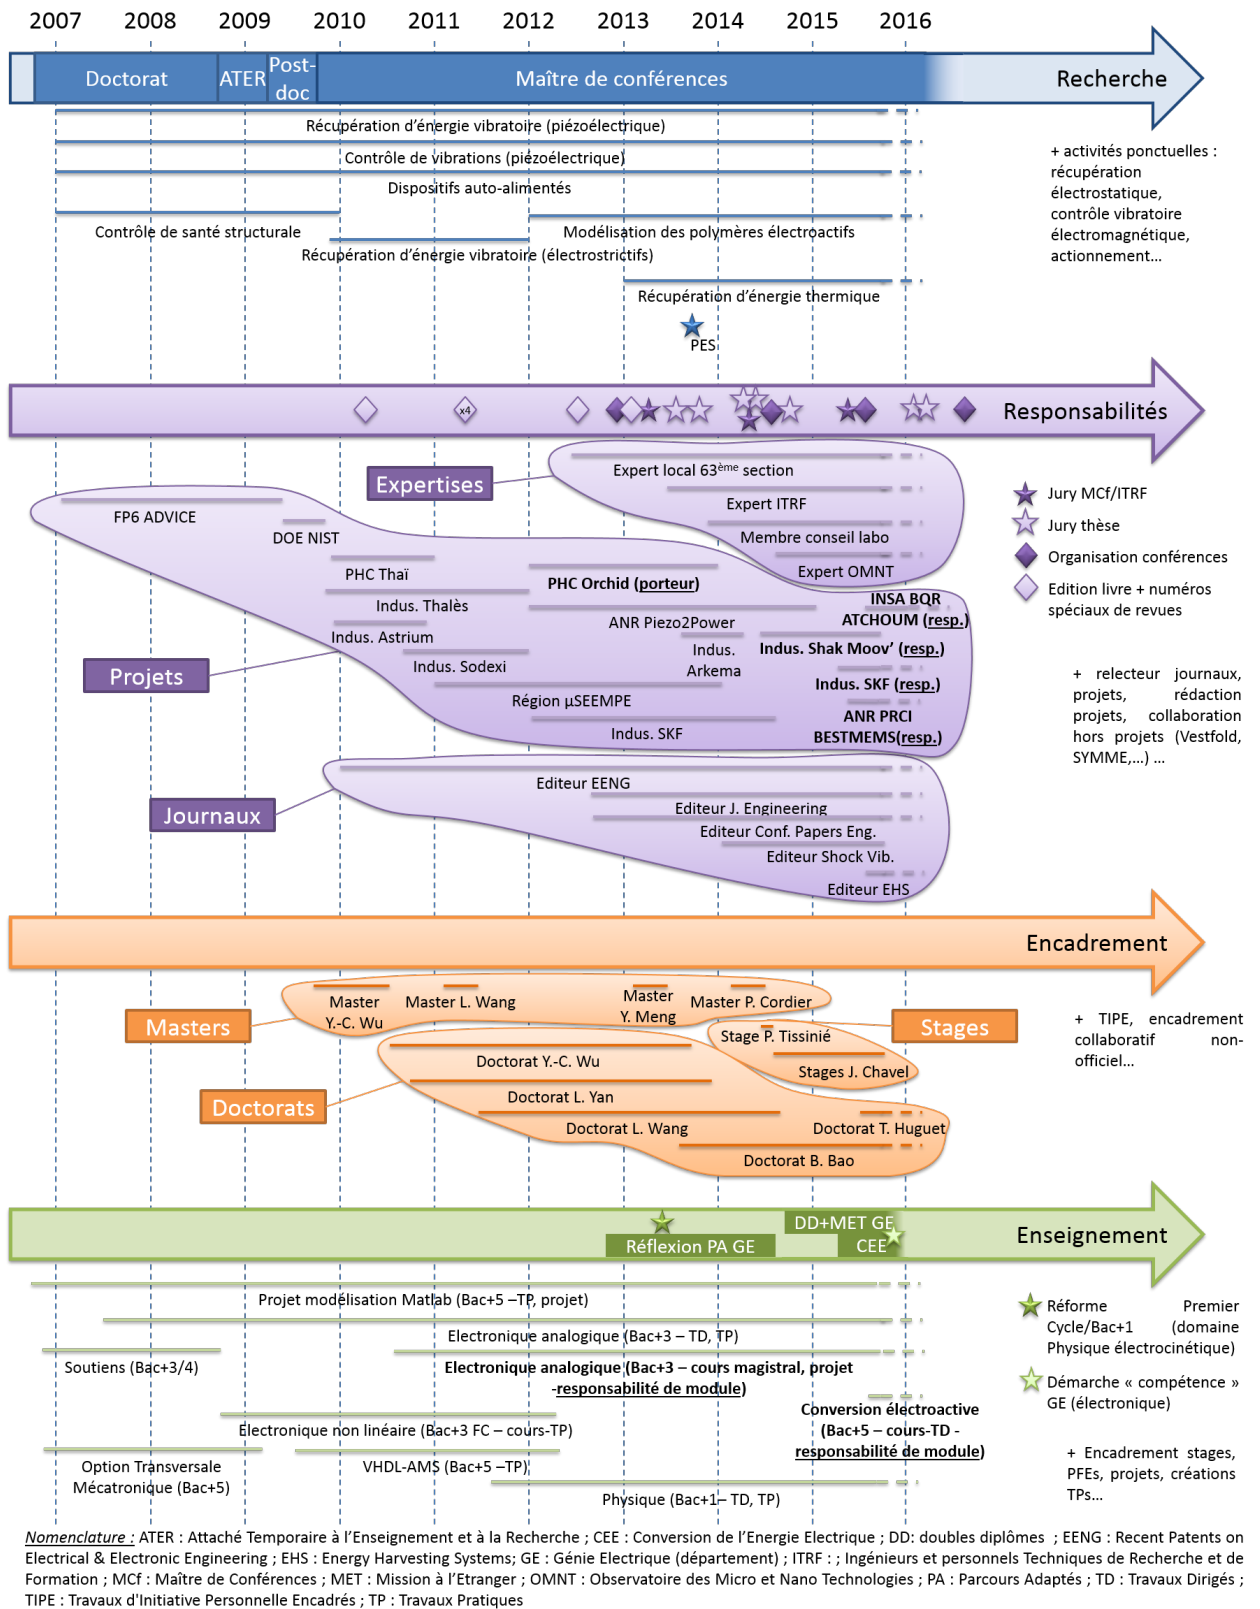 2007 2008 2009 2010 2011 2012 2013 2014 2015 2016
Doctorat
ATER
Post-
doc
Maître de conférences
Recherche
Récupération d'énergie vibratoire (piézoélectrique)
Contrôle de vibrations (piézoélectrique)
Dispositifs auto-alimentés
Contrôle de santé structurale
Modélisation des polymères électroactifs
Récupération d'énergie vibratoire (électrostrictifs)
Récupération d'énergie thermique
PES
+ activités ponctuelles :
récupération
électrostatique,
contrôle vibratoire
électromagnétique,
actionnement...
x4
Responsabilités
Expertises
Expert local 63ème section
Expert ITRF
Membre conseil labo
Expert OMNT
Jury MCf/ITRF
Jury thèse
Organisation conférences
Edition livre + numéros
spéciaux de revues
Projets
FP6 ADVICE
DOE NIST
PHC Thaï
Indus. Thalès
Indus. Astrium
Indus. Sodexi
Région µSEEMPE
Indus. SKF
PHC Orchid (porteur)
ANR Piezo2Power
Indus.
Arkema
INSA BQR
ATCHOUM (resp.)
Indus. Shak Moov' (resp.)
Indus. SKF (resp.)
ANR PRCI
BESTMEMS(resp.)
+ relecteur journaux,
projets, rédaction
projets, collaboration
hors projets (Vestfold,
SYMME,...) ...
Journaux
Editeur EENG
Editeur J. Engineering
Editeur Conf. Papers Eng.
Editeur Shock Vib.
Editeur EHS
Encadrement
Masters
Master
Y.-C. Wu
Master L. Wang
Master
Y. Meng
Master P. Cordier
Stages
Stage P. Tissinié
Stages J. Chavel
Doctorats
Doctorat Y.-C. Wu
Doctorat L. Yan
Doctorat L. Wang
Doctorat T. Huguet
Doctorat B. Bao
+ TIPE, encadrement
collaboratif non-
officiel...
Enseignement
DD+MET GE
Réflexion PA GE
CEE
Projet modélisation Matlab (Bac+5 –TP, projet)
Electronique analogique (Bac+3 – TD, TP)
Soutiens (Bac+3/4)
Electronique analogique (Bac+3 – cours magistral, projet
-responsabilité de module)
Conversion électroactive
(Bac+5 – cours-TD -
responsabilité de module)
Electronique non linéaire (Bac+3 FC – cours-TP)
Option Transversale
Mécatronique (Bac+5)
VHDL-AMS (Bac+5 –TP)
Physique (Bac+1– TD, TP)
Réforme Premier
Cycle/Bac+1 (domaine
Physique électrocinétique)
Démarche « compétence »
GE (électronique)
+ Encadrement stages,
PFEs, projets, créations
TPs...
Nomenclature : ATER : Attaché Temporaire à l'Enseignement et à la Recherche ; CEE : Conversion de l'Energie Electrique ; DD: doubles diplômes ; EENG : Recent Patents on
Electrical & Electronic Engineering ; EHS : Energy Harvesting Systems; GE : Génie Electrique (département) ; ITRF : ; Ingénieurs et personnels Techniques de Recherche et de
Formation ; MCf : Maître de Conférences ; MET : Mission à l'Etranger ; OMNT : Observatoire des Micro et Nano Technologies ; PA : Parcours Adaptés ; TD : Travaux Dirigés ;
TIPE : Travaux d'Initiative Personnelle Encadrés ; TP : Travaux Pratiques